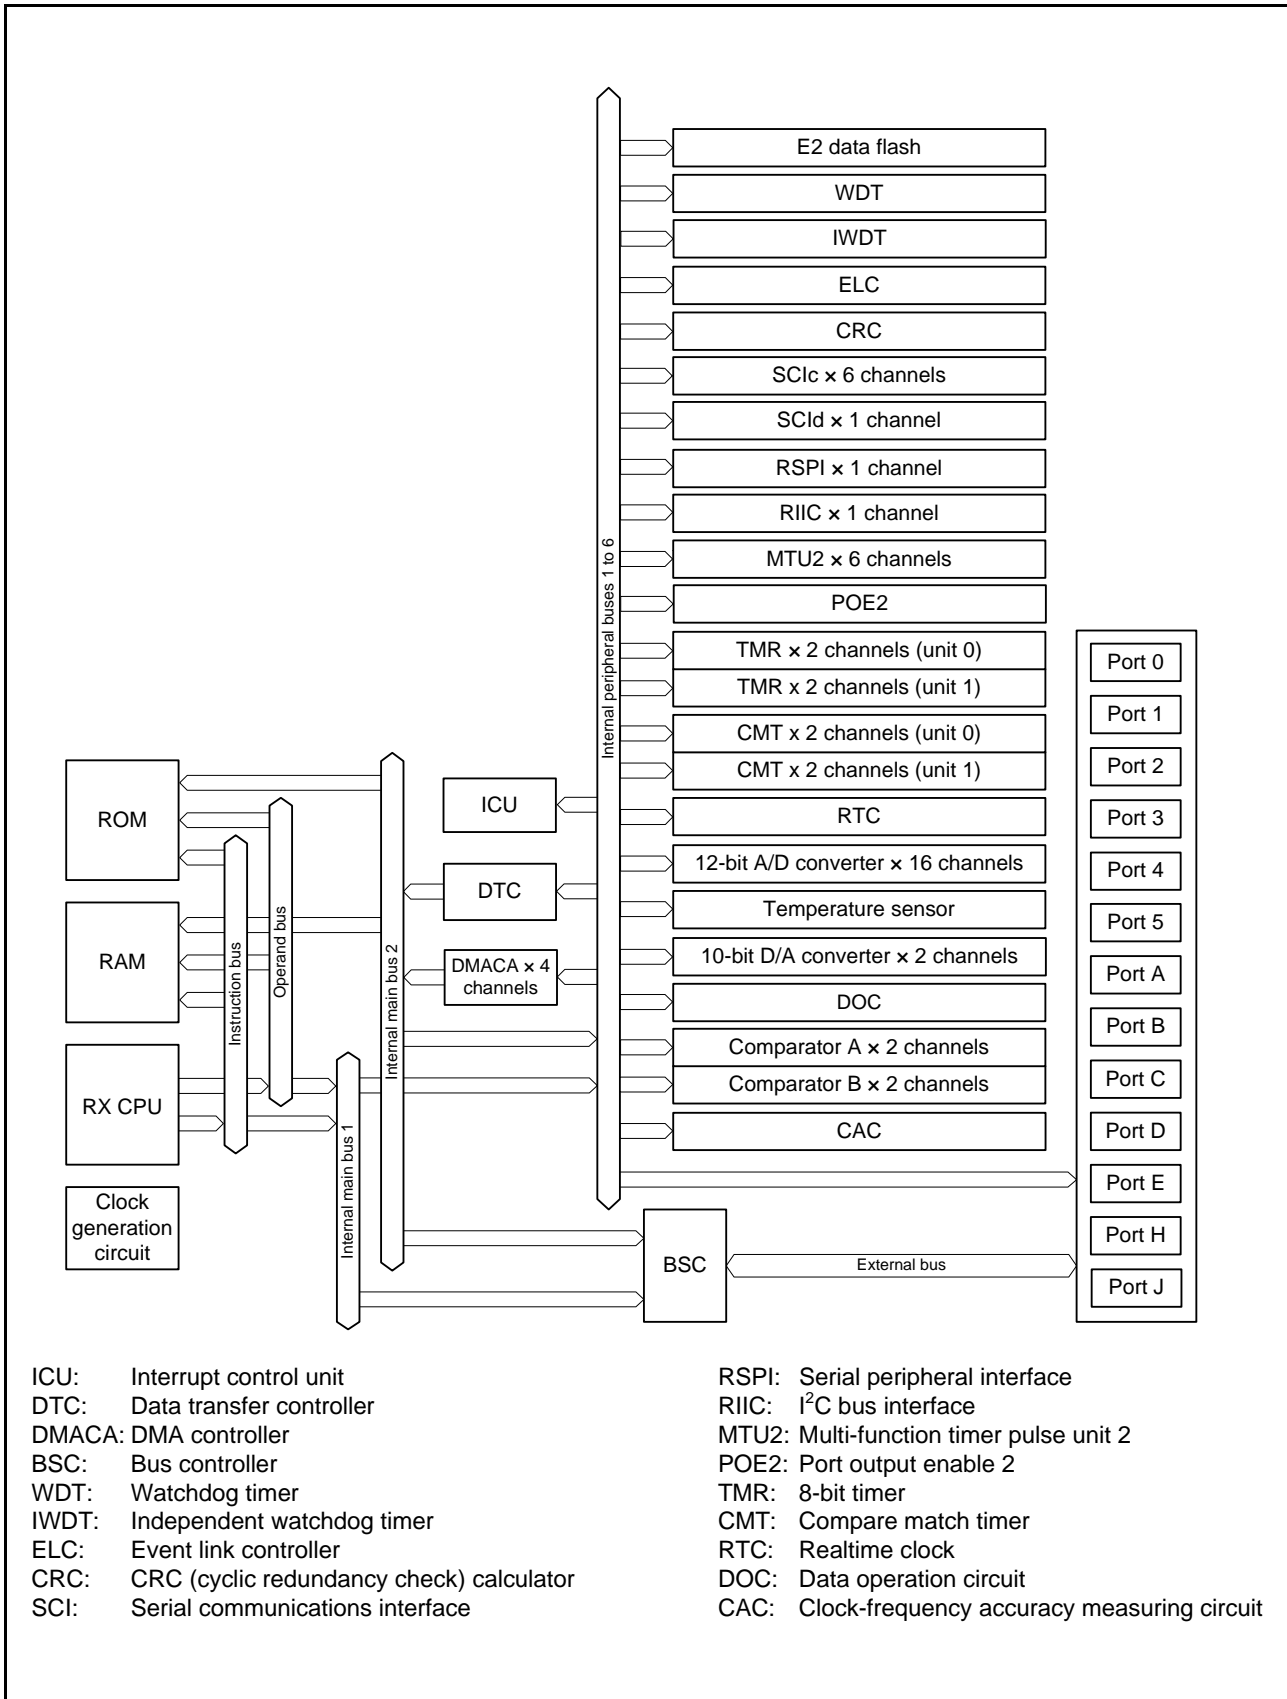 E2 data flash
WDT
IWDT
ELC
CRC
SCIc × 6 channels
SCId × 1 channel
RSPI × 1 channel
RIIC × 1 channel
MTU2 × 6 channels
POE2
TMR × 2 channels (unit 0)
TMR x 2 channels (unit 1)
CMT x 2 channels (unit 0)
CMT x 2 channels (unit 1)
RTC
12-bit A/D converter × 16 channels
Temperature sensor
10-bit D/A converter × 2 channels
DOC
Comparator A × 2 channels
Comparator B × 2 channels
CAC
Internal peripheral buses 1 to 6
Port 0
Port 1
Port 2
Port 3
Port 4
Port 5
Port A
Port B
Port C
Port D
Port E
Port H
Port J
ROM
RAM
RX CPU
Clock
generation
circuit
Instruction bus
Operand bus
Internal main bus 1
Internal main bus 2
ICU
DTC
DMACA × 4
channels
BSC
External bus
ICU: Interrupt control unit
DTC: Data transfer controller
DMACA: DMA controller
BSC: Bus controller
WDT: Watchdog timer
IWDT: Independent watchdog timer
ELC: Event link controller
CRC: CRC (cyclic redundancy check) calculator
SCI: Serial communications interface
RSPI: Serial peripheral interface
RIIC: I²C bus interface
MTU2: Multi-function timer pulse unit 2
POE2: Port output enable 2
TMR: 8-bit timer
CMT: Compare match timer
RTC: Realtime clock
DOC: Data operation circuit
CAC: Clock-frequency accuracy measuring circuit